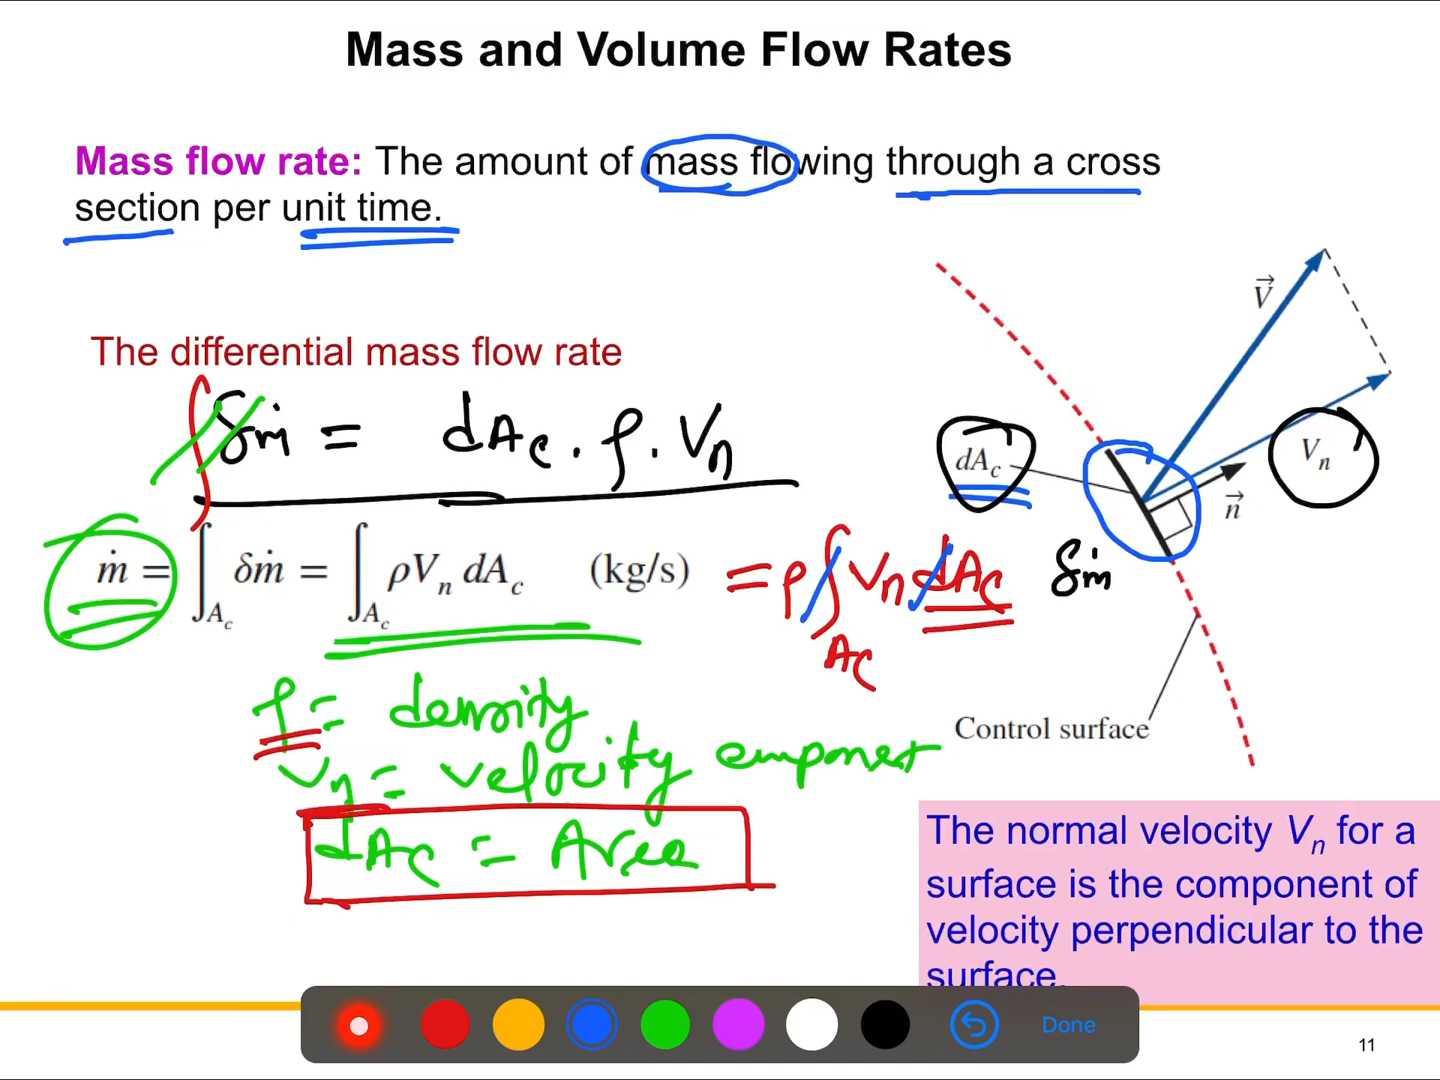 Mass and Volume Flow Rates
Mass flow rate: The amount of mass flowing through a cross
section per unit time.
The differential mass flow rate
δṁ = dAc . ρ . Vn
ṁ = ∫Ac δṁ = ∫Ac ρVn dAc (kg/s) = ρ ∫Ac Vn dAc
δṁ
ρ = density
Vn = velocity emponent
dAc = Area
V⃗
dAc
Vn
n⃗
Control surface
The normal velocity Vn for a
surface is the component of
velocity perpendicular to the
surface.
Done
11